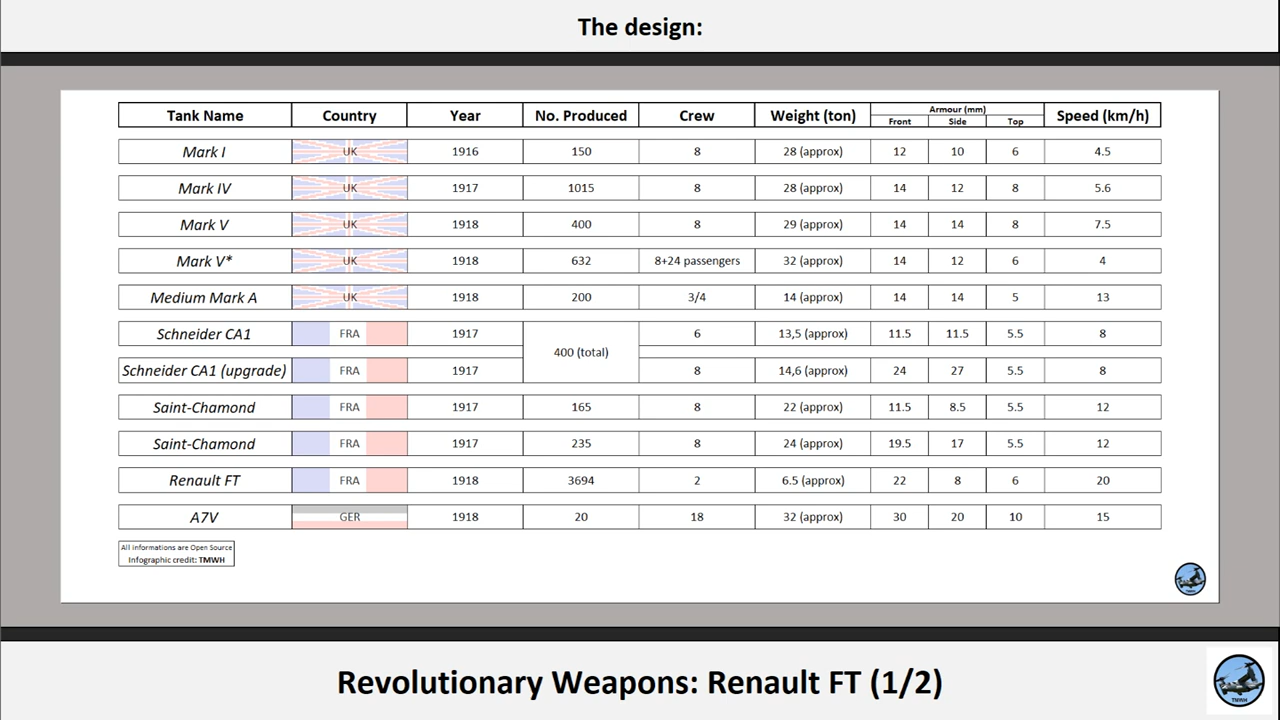 The design:
Tank Name Country Year No. Produced Crew Weight (ton) Armour (mm) Front Side Top Speed (km/h)
Mark I UK 1916 150 8 28 (approx) 12 10 6 4.5
Mark IV UK 1917 1015 8 28 (approx) 14 12 8 5.6
Mark V UK 1918 400 8 29 (approx) 14 14 8 7.5
Mark V* UK 1918 632 8+24 passengers 32 (approx) 14 12 6 4
Medium Mark A UK 1918 200 3/4 14 (approx) 14 14 5 13
Schneider CA1 FRA 1917 400 (total) 6 13,5 (approx) 11.5 11.5 5.5 8
Schneider CA1 (upgrade) FRA 1917 8 14,6 (approx) 24 27 5.5 8
Saint-Chamond FRA 1917 165 8 22 (approx) 11.5 8.5 5.5 12
Saint-Chamond FRA 1917 235 8 24 (approx) 19.5 17 5.5 12
Renault FT FRA 1918 3694 2 6.5 (approx) 22 8 6 20
A7V GER 1918 20 18 32 (approx) 30 20 10 15
All informations are Open Source
Infographic credit: TMWH
Revolutionary Weapons: Renault FT (1/2)
TMWH